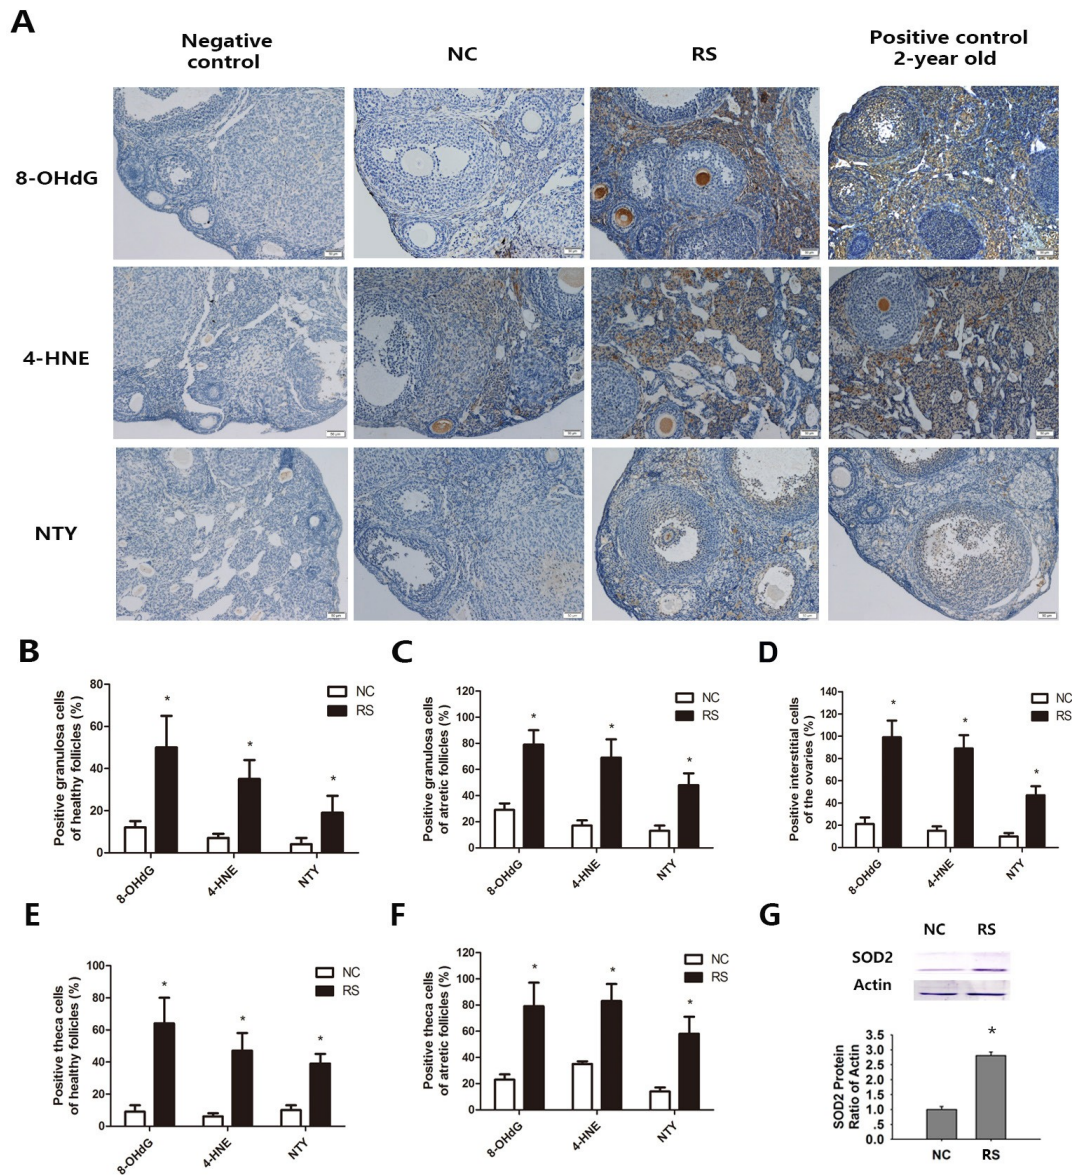 A
Negative
control
NC
RS
Positive control
2-year old
8-OHdG
4-HNE
NTY
B
Positive granulosa cells
of healthy follicles (%)
80
60
40
20
0
NC
RS
*
*
*
8-OHdG
4-HNE
NTY
C
Positive granulosa cells
of atretic follicles (%)
120
100
80
60
40
20
0
NC
RS
*
*
*
8-OHdG
4-HNE
NTY
D
Positive interstitial cells
of the ovaries (%)
140
120
100
80
60
40
20
0
NC
RS
*
*
*
8-OHdG
4-HNE
NTY
E
Positive theca cells
of healthy follicles (%)
100
80
60
40
20
0
NC
RS
*
*
*
8-OHdG
4-HNE
NTY
F
Positive theca cells
of atretic follicles (%)
120
100
80
60
40
20
0
NC
RS
*
*
*
8-OHdG
4-HNE
NTY
G
NC RS
SOD2
Actin
SOD2 Protein
Ratio of Actin
3.5
3.0
2.5
2.0
1.5
1.0
.5
0.0
*
NC
RS